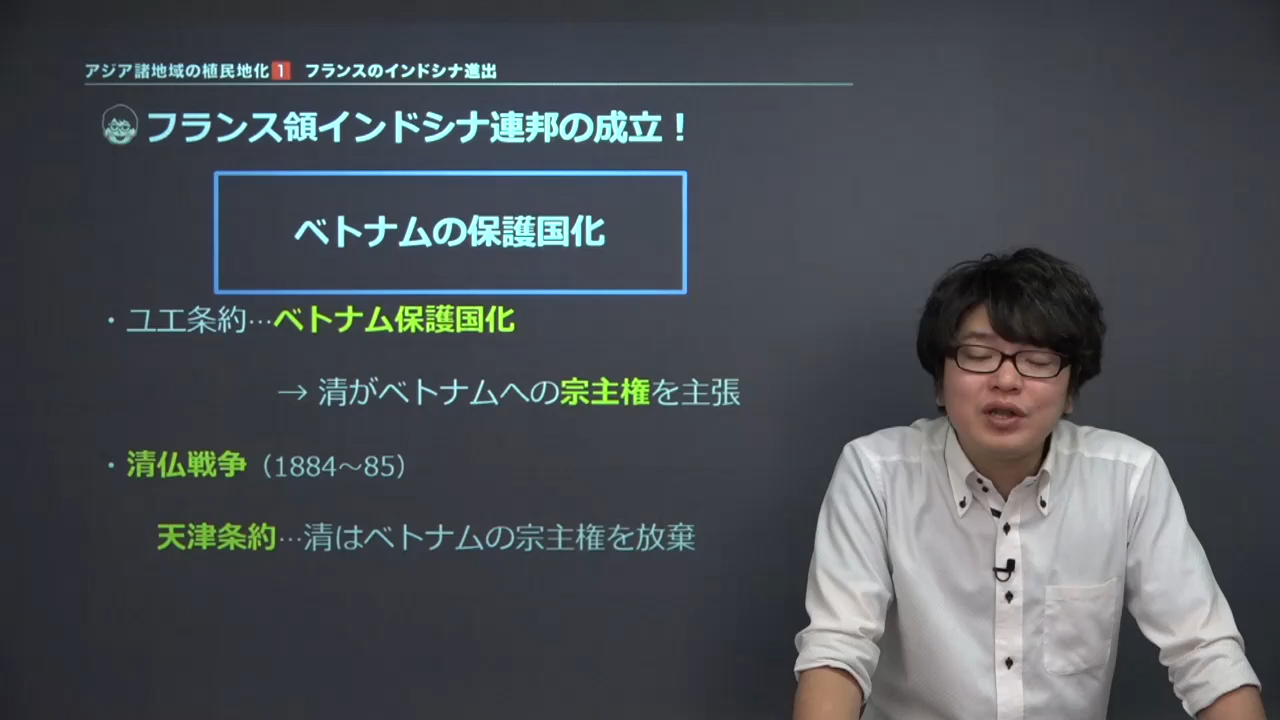 アジア諸地域の植民地化 1 フランスのインドシナ進出
フランス領インドシナ連邦の成立！
ベトナムの保護国化
・ユエ条約…ベトナム保護国化
→ 清がベトナムへの宗主権を主張
・清仏戦争（1884～85）
天津条約…清はベトナムの宗主権を放棄